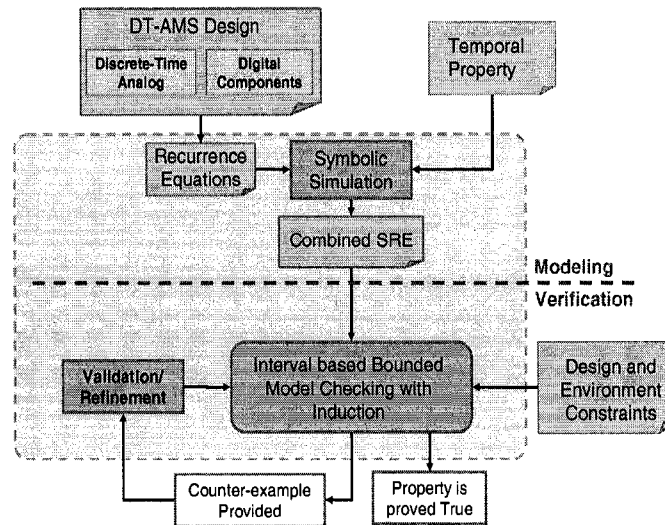 DT-AMS Design
Discrete-Time
Analog
Digital
Components
Temporal
Property
Recurrence
Equations
Symbolic
Simulation
Combined SRE
Modeling
Verification
Validation/
Refinement
Interval based Bounded
Model Checking with
Induction
Design and
Environment
Constraints
Counter-example
Provided
Property is
proved True